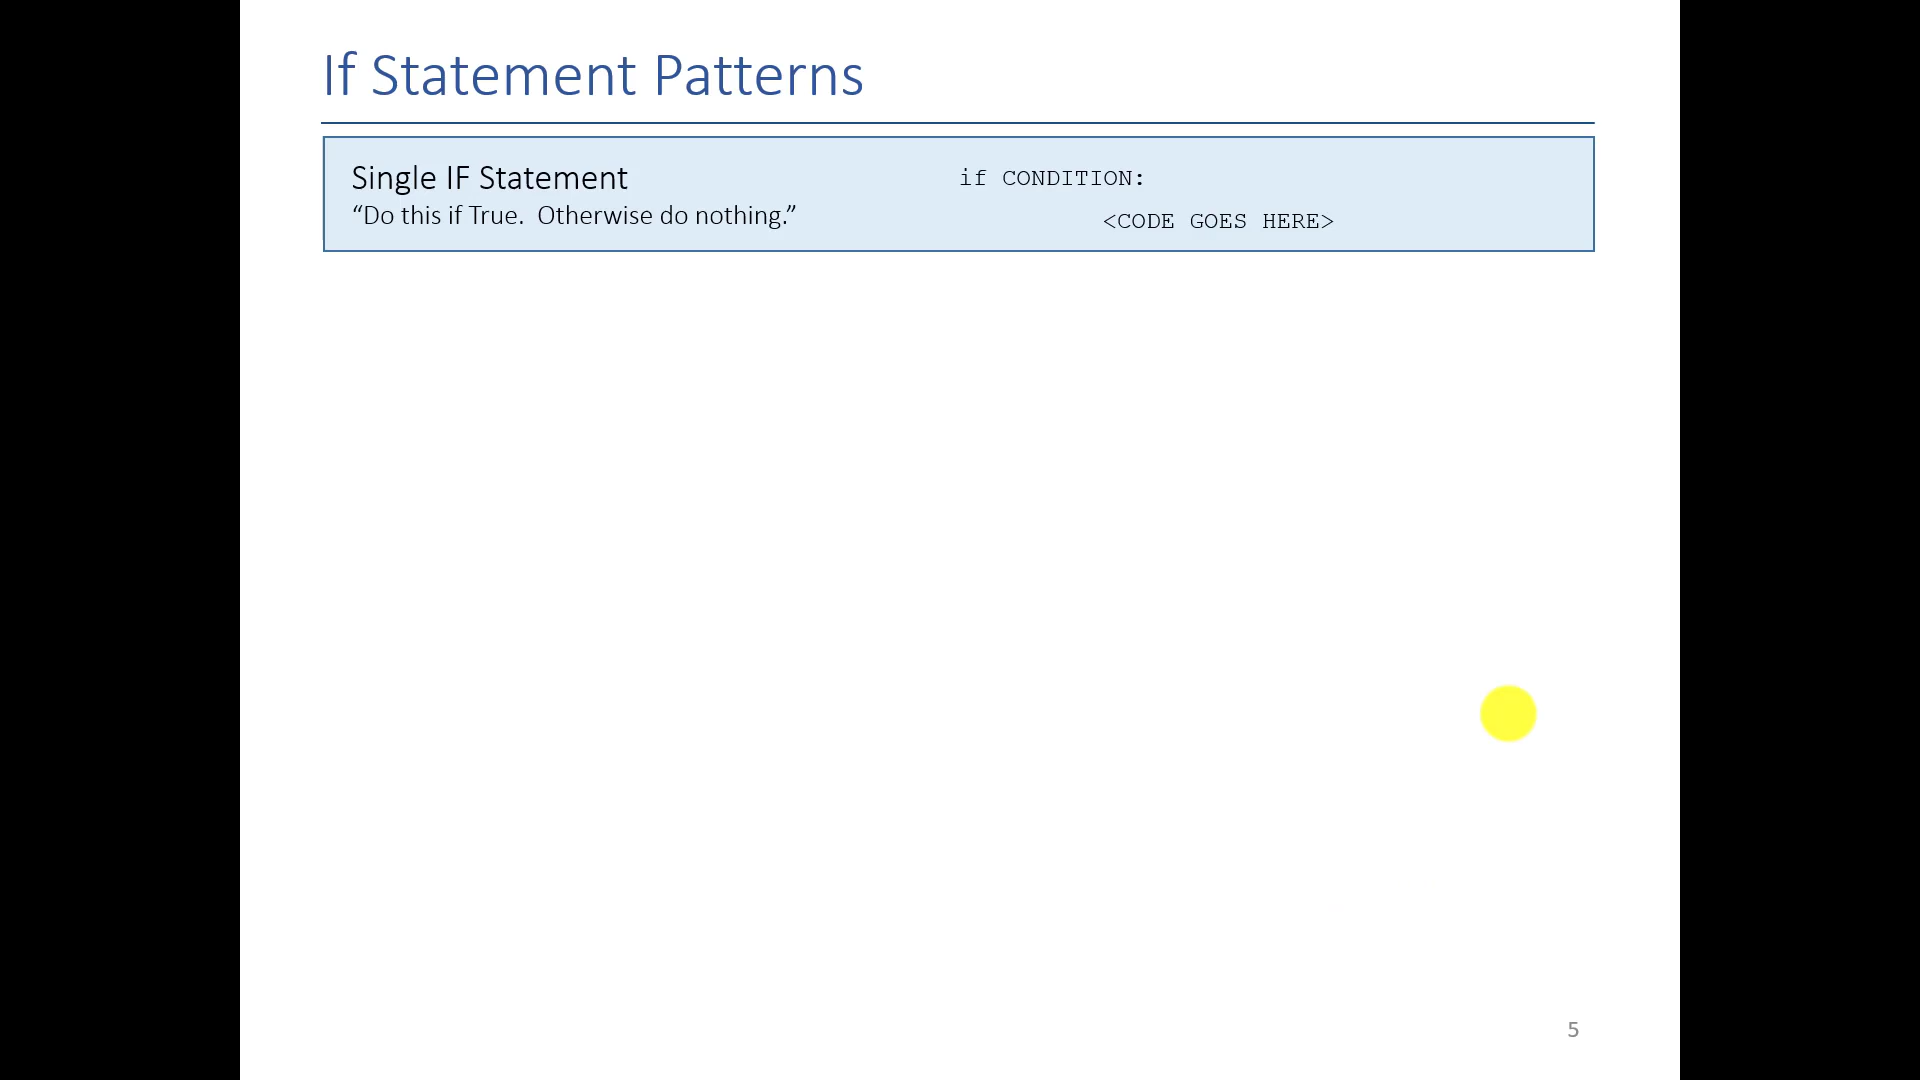 If Statement Patterns
Single IF Statement
“Do this if True.  Otherwise do nothing.”
if CONDITION:
<CODE GOES HERE>
5